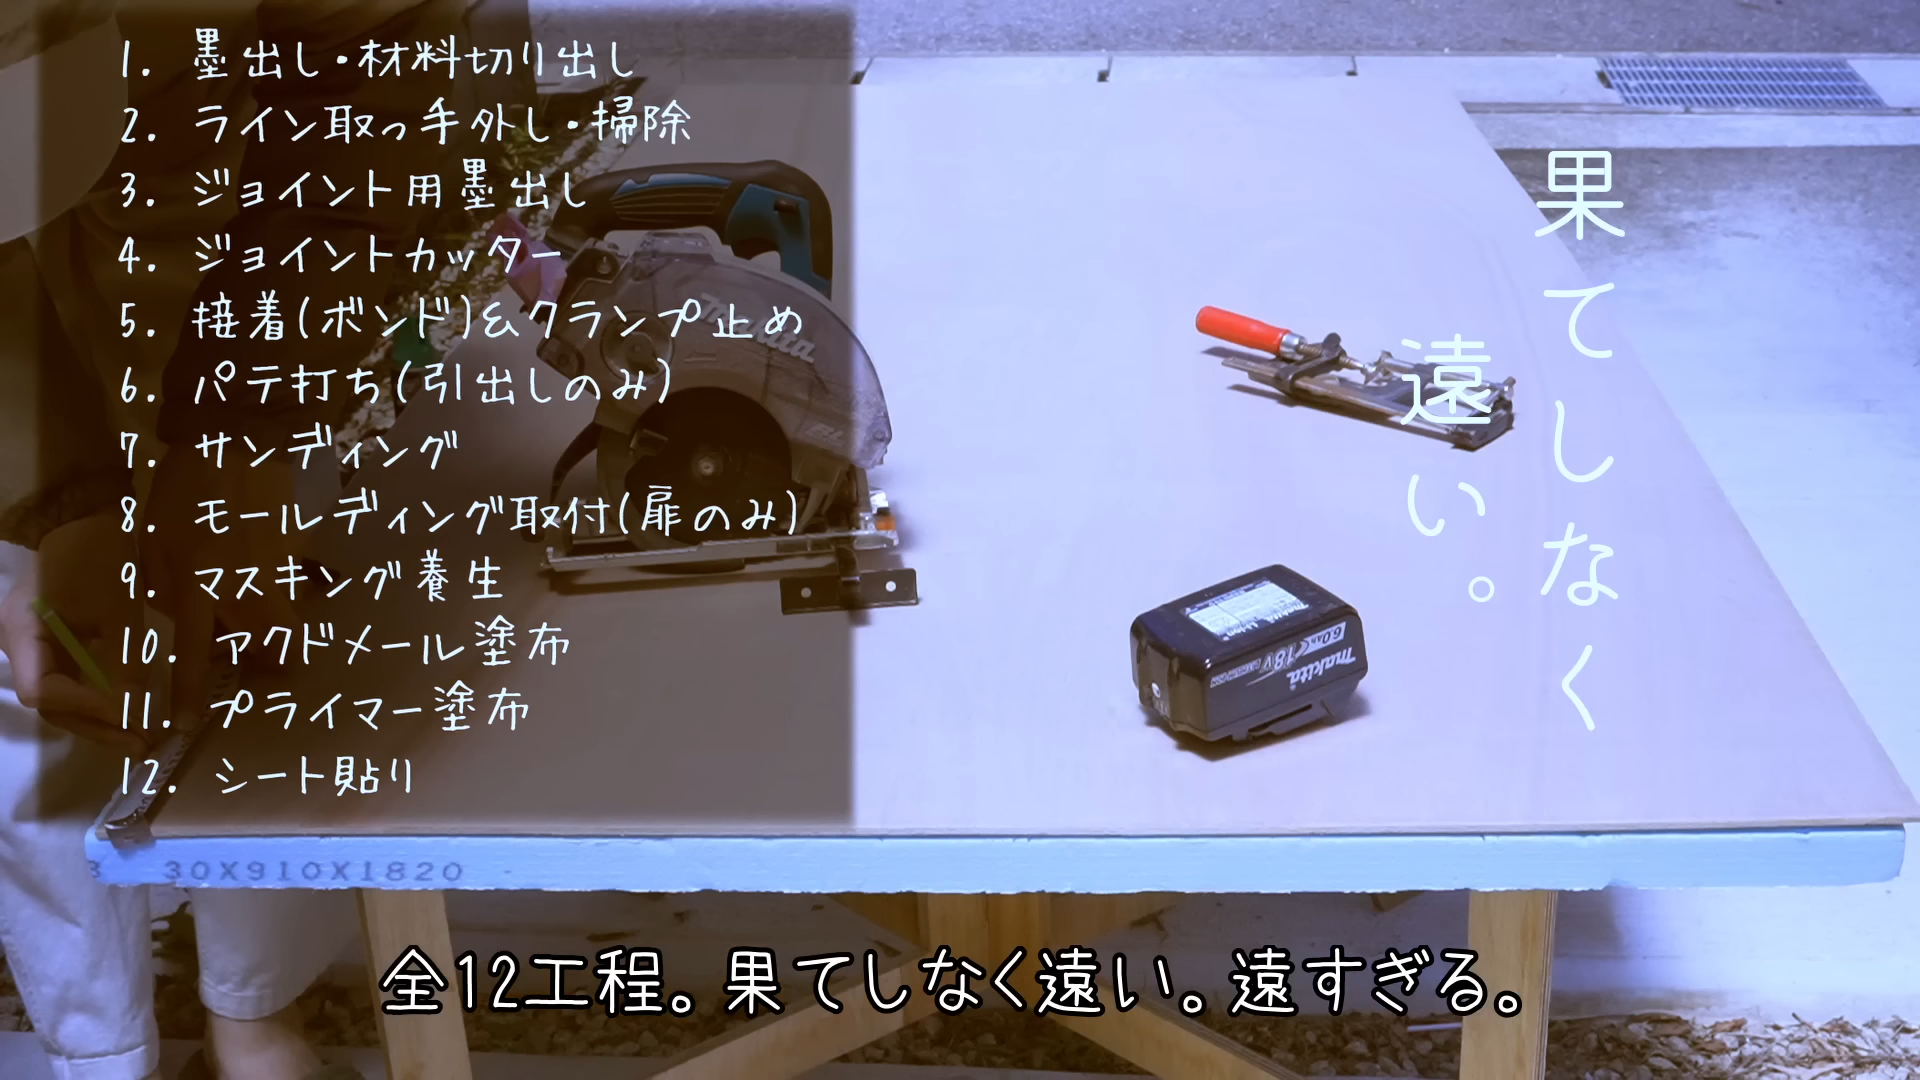 1. 墨出し・材料切り出し
2. ライン取っ手外し・掃除
3. ジョイント用墨出し
4. ジョイントカッター
5. 接着(ボンド)&クランプ止め
6. パテ打ち(引出しのみ)
7. サンディング
8. モールディング取付(扉のみ)
9. マスキング養生
10. アクドメール塗布
11. プライマー塗布
12. シート貼り
果てしなく
遠い。
makita
makita
18V
6.0Ah
30X910X1820
全12工程。果てしなく遠い。遠すぎる。